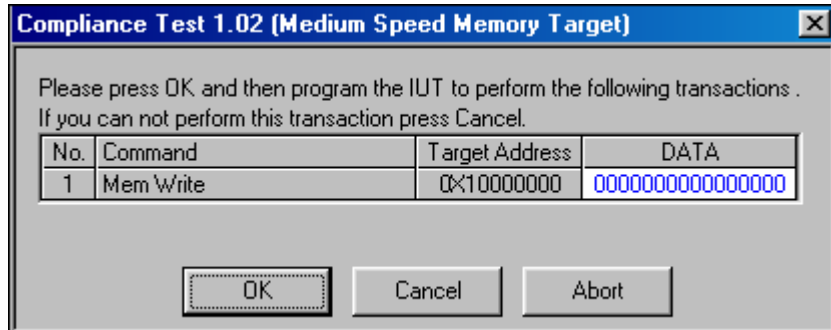 Compliance Test 1.02 (Medium Speed Memory Target)
Please press OK and then program the IUT to perform the following transactions .
If you can not perform this transaction press Cancel.
No. Command Target Address DATA
1 Mem Write 0X10000000 0000000000000000
OK Cancel Abort